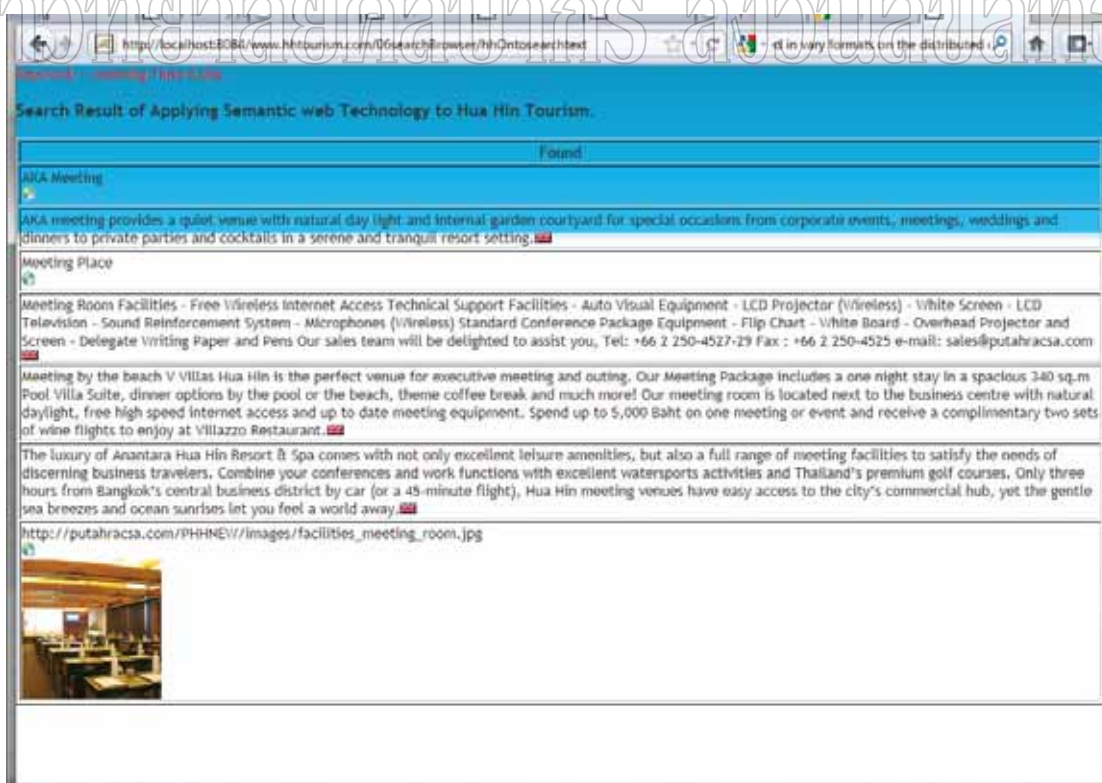 http://localhost:8084/www.hhtourism.com/06searchBrowser/hhOntosearchtext
d in vary formats on the distributed
Search Result of Applying Semantic web Technology to Hua Hin Tourism.
Found
AKA Meeting
AKA meeting provides a quiet venue with natural day light and internal garden courtyard for special occasions from corporate events, meetings, weddings and
dinners to private parties and cocktails in a serene and tranquil resort setting.
Meeting Place
Meeting Room Facilities - Free Wireless Internet Access Technical Support Facilities - Auto Visual Equipment - LCD Projector (Wireless) - White Screen - LCD
Television - Sound Reinforcement System - Microphones (Wireless) Standard Conference Package Equipment - Flip Chart - White Board - Overhead Projector and
Screen - Delegate Writing Paper and Pens Our sales team will be delighted to assist you, Tel: +66 2 250-4527-29 Fax : +66 2 250-4525 e-mail: sales@putahracsa.com
Meeting by the beach V Villas Hua Hin is the perfect venue for executive meeting and outing. Our Meeting Package includes a one night stay in a spacious 340 sq.m
Pool Villa Suite, dinner options by the pool or the beach, theme coffee break and much more! Our meeting room is located next to the business centre with natural
daylight, free high speed internet access and up to date meeting equipment. Spend up to 5,000 Baht on one meeting or event and receive a complimentary two sets
of wine flights to enjoy at Villazzo Restaurant.
The luxury of Anantara Hua Hin Resort & Spa comes with not only excellent leisure amenities, but also a full range of meeting facilities to satisfy the needs of
discerning business travelers. Combine your conferences and work functions with excellent watersports activities and Thailand's premium golf courses. Only three
hours from Bangkok's central business district by car (or a 45-minute flight), Hua Hin meeting venues have easy access to the city's commercial hub, yet the gentle
sea breezes and ocean sunrises let you feel a world away.
http://putahracsa.com/PHHNEW/images/facilities_meeting_room.jpg